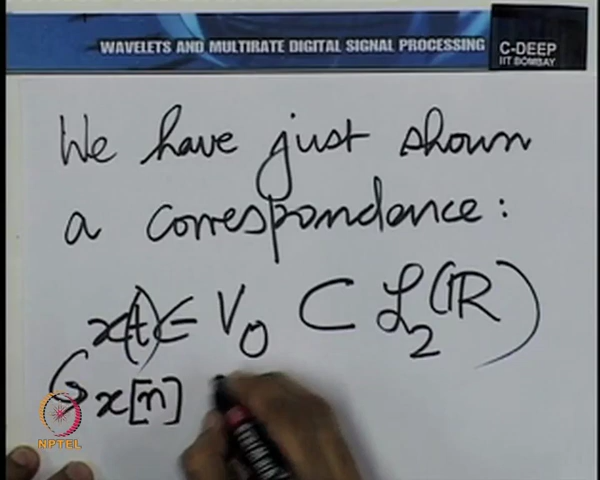 WAVELETS AND MULTIRATE DIGITAL SIGNAL PROCESSING
C-DEEP
IIT BOMBAY
We have just shown
a correspondence:
x(t) ∈ V₀ ⊂ ℒ₂(ℝ)
x[n]
NPTEL